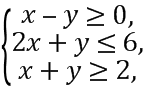 x – y ≥ 0,
2x + y ≤ 6,
x + y ≥ 2,